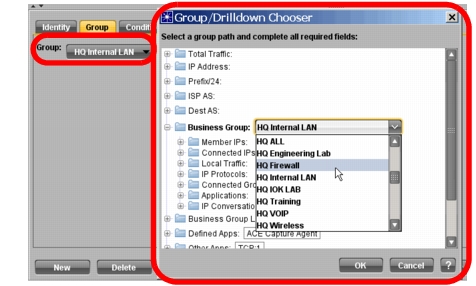 Identity Group Condit
Group: HQ Internal LAN
New Delete
Group/Drilldown Chooser
Select a group path and complete all required fields:
Total Traffic:
IP Address:
Prefix/24:
ISP AS:
Dest AS:
Business Group: HQ Internal LAN
Member IPs:
Connected IPs
Local Traffic:
IP Protocols:
Connected Gro
Applications:
IP Conversatio
HQ ALL
HQ Engineering Lab
HQ Firewall
HQ Internal LAN
HQ IOK LAB
HQ Training
HQ VOIP
HQ Wireless
Business Group L
Defined Apps: ACE Capture Agent
Other Apps: TCP:1
OK Cancel ?